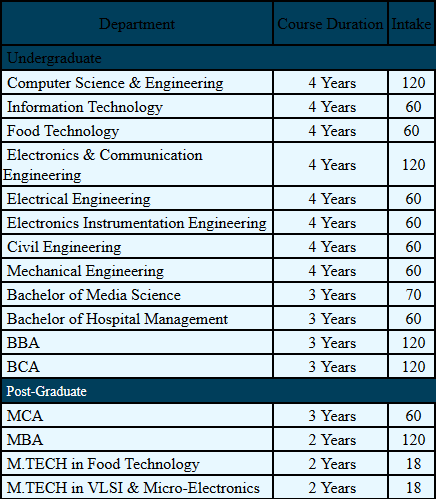 Department Course Duration Intake
Undergraduate
Computer Science & Engineering 4 Years 120
Information Technology 4 Years 60
Food Technology 4 Years 60
Electronics & Communication
Engineering 4 Years 120
Electrical Engineering 4 Years 60
Electronics Instrumentation Engineering 4 Years 60
Civil Engineering 4 Years 60
Mechanical Engineering 4 Years 60
Bachelor of Media Science 3 Years 70
Bachelor of Hospital Management 3 Years 60
BBA 3 Years 120
BCA 3 Years 120
Post-Graduate
MCA 3 Years 60
MBA 2 Years 120
M.TECH in Food Technology 2 Years 18
M.TECH in VLSI & Micro-Electronics 2 Years 18